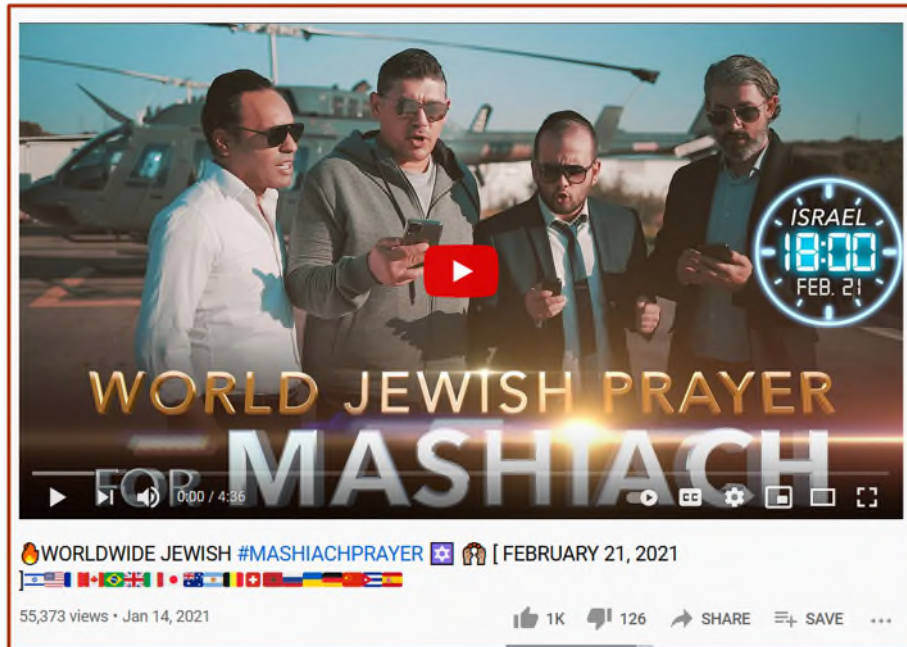 ISRAEL
18:00
FEB. 21
WORLD JEWISH PRAYER
FOR MASHIACH
0:00 / 4:36
CC
🔥WORLDWIDE JEWISH #MASHIACHPRAYER ✡️ 🙌 [ FEBRUARY 21, 2021
]
55,373 views • Jan 14, 2021
1K
126
SHARE
SAVE